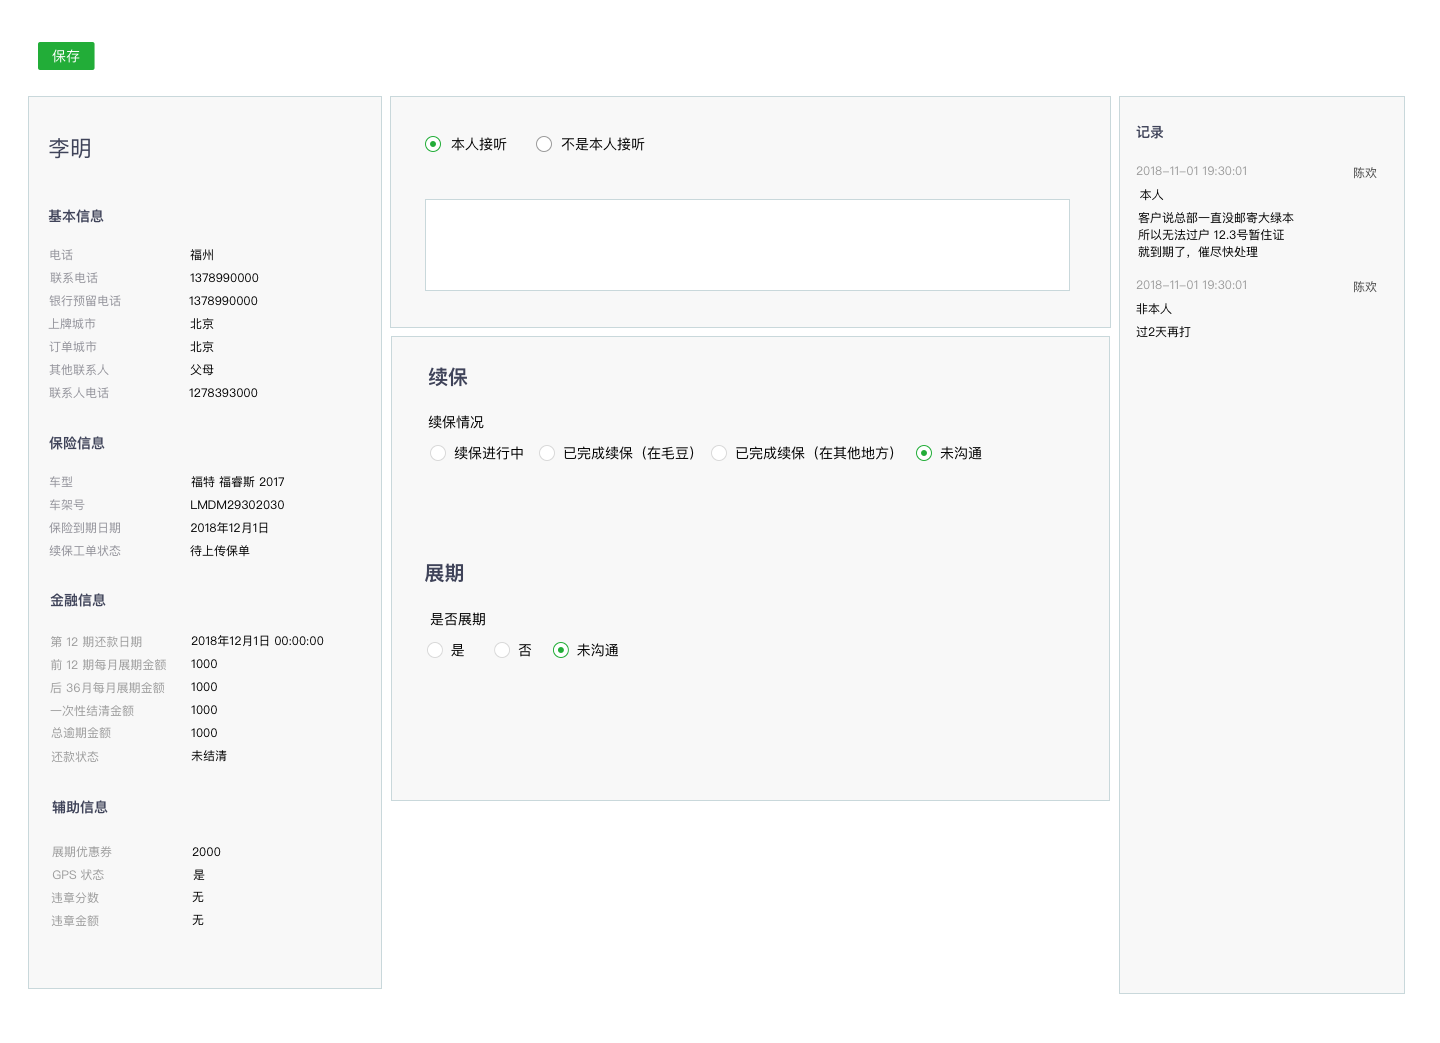 保存
李明
基本信息
电话 福州
联系电话 1378990000
银行预留电话 1378990000
上牌城市 北京
订单城市 北京
其他联系人 父母
联系人电话 1278393000
保险信息
车型 福特 福睿斯 2017
车架号 LMDM29302030
保险到期日期 2018年12月1日
续保工单状态 待上传保单
金融信息
第 12 期还款日期 2018年12月1日 00:00:00
前 12 期每月展期金额 1000
后 36月每月展期金额 1000
一次性结清金额 1000
总逾期金额 1000
还款状态 未结清
辅助信息
展期优惠券 2000
GPS 状态 是
违章分数 无
违章金额 无
本人接听 不是本人接听
续保
续保情况
续保进行中 已完成续保（在毛豆） 已完成续保（在其他地方） 未沟通
展期
是否展期
是 否 未沟通
记录
2018-11-01 19:30:01 陈欢
本人
客户说总部一直没邮寄大绿本
所以无法过户 12.3号暂住证
就到期了，催尽快处理
2018-11-01 19:30:01 陈欢
非本人
过2天再打